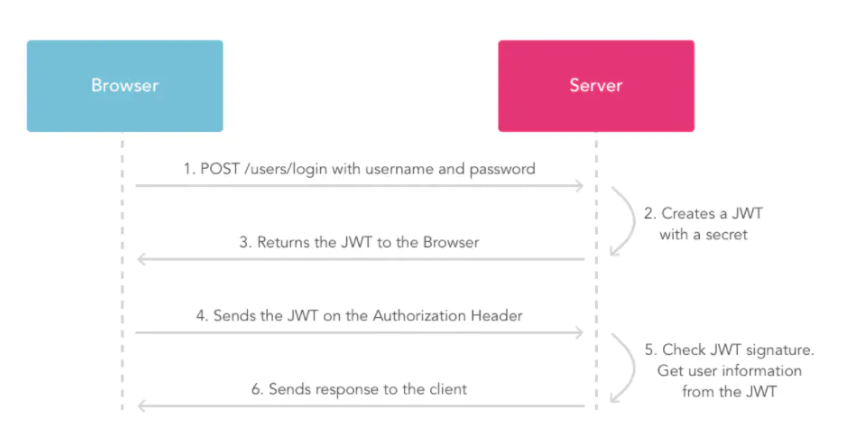 Browser
Server
1. POST /users/login with username and password
2. Creates a JWT
with a secret
3. Returns the JWT to the Browser
4. Sends the JWT on the Authorization Header
5. Check JWT signature.
Get user information
from the JWT
6. Sends response to the client